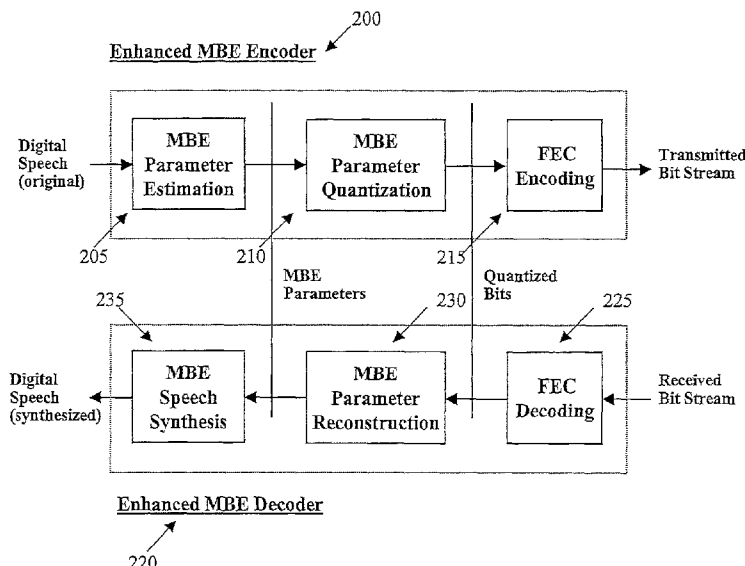 200
Enhanced MBE Encoder
Digital
Speech
(original)
MBE
Parameter
Estimation
MBE
Parameter
Quantization
FEC
Encoding
Transmitted
Bit Stream
205
210
215
MBE
Parameters
Quantized
Bits
235
230
225
Digital
Speech
(synthesized)
MBE
Speech
Synthesis
MBE
Parameter
Reconstruction
FEC
Decoding
Received
Bit Stream
Enhanced MBE Decoder
220